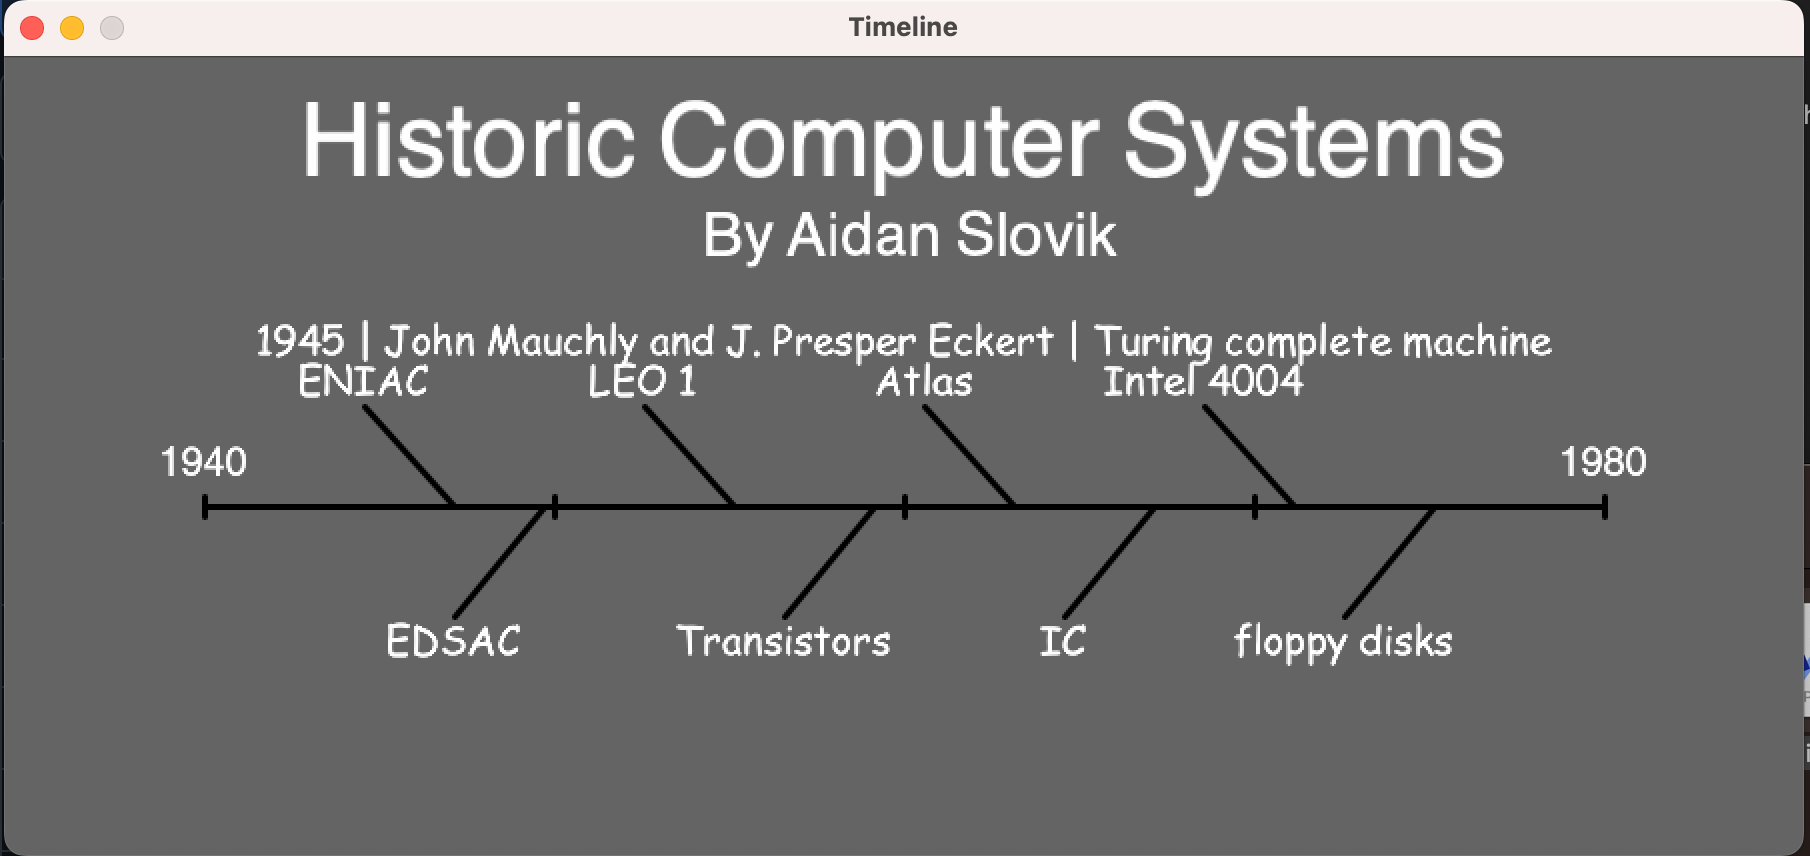 Timeline
Historic Computer Systems
By Aidan Slovik
1945 | John Mauchly and J. Presper Eckert | Turing complete machine
ENIAC LEO 1 Atlas Intel 4004
1940 1980
EDSAC Transistors IC floppy disks